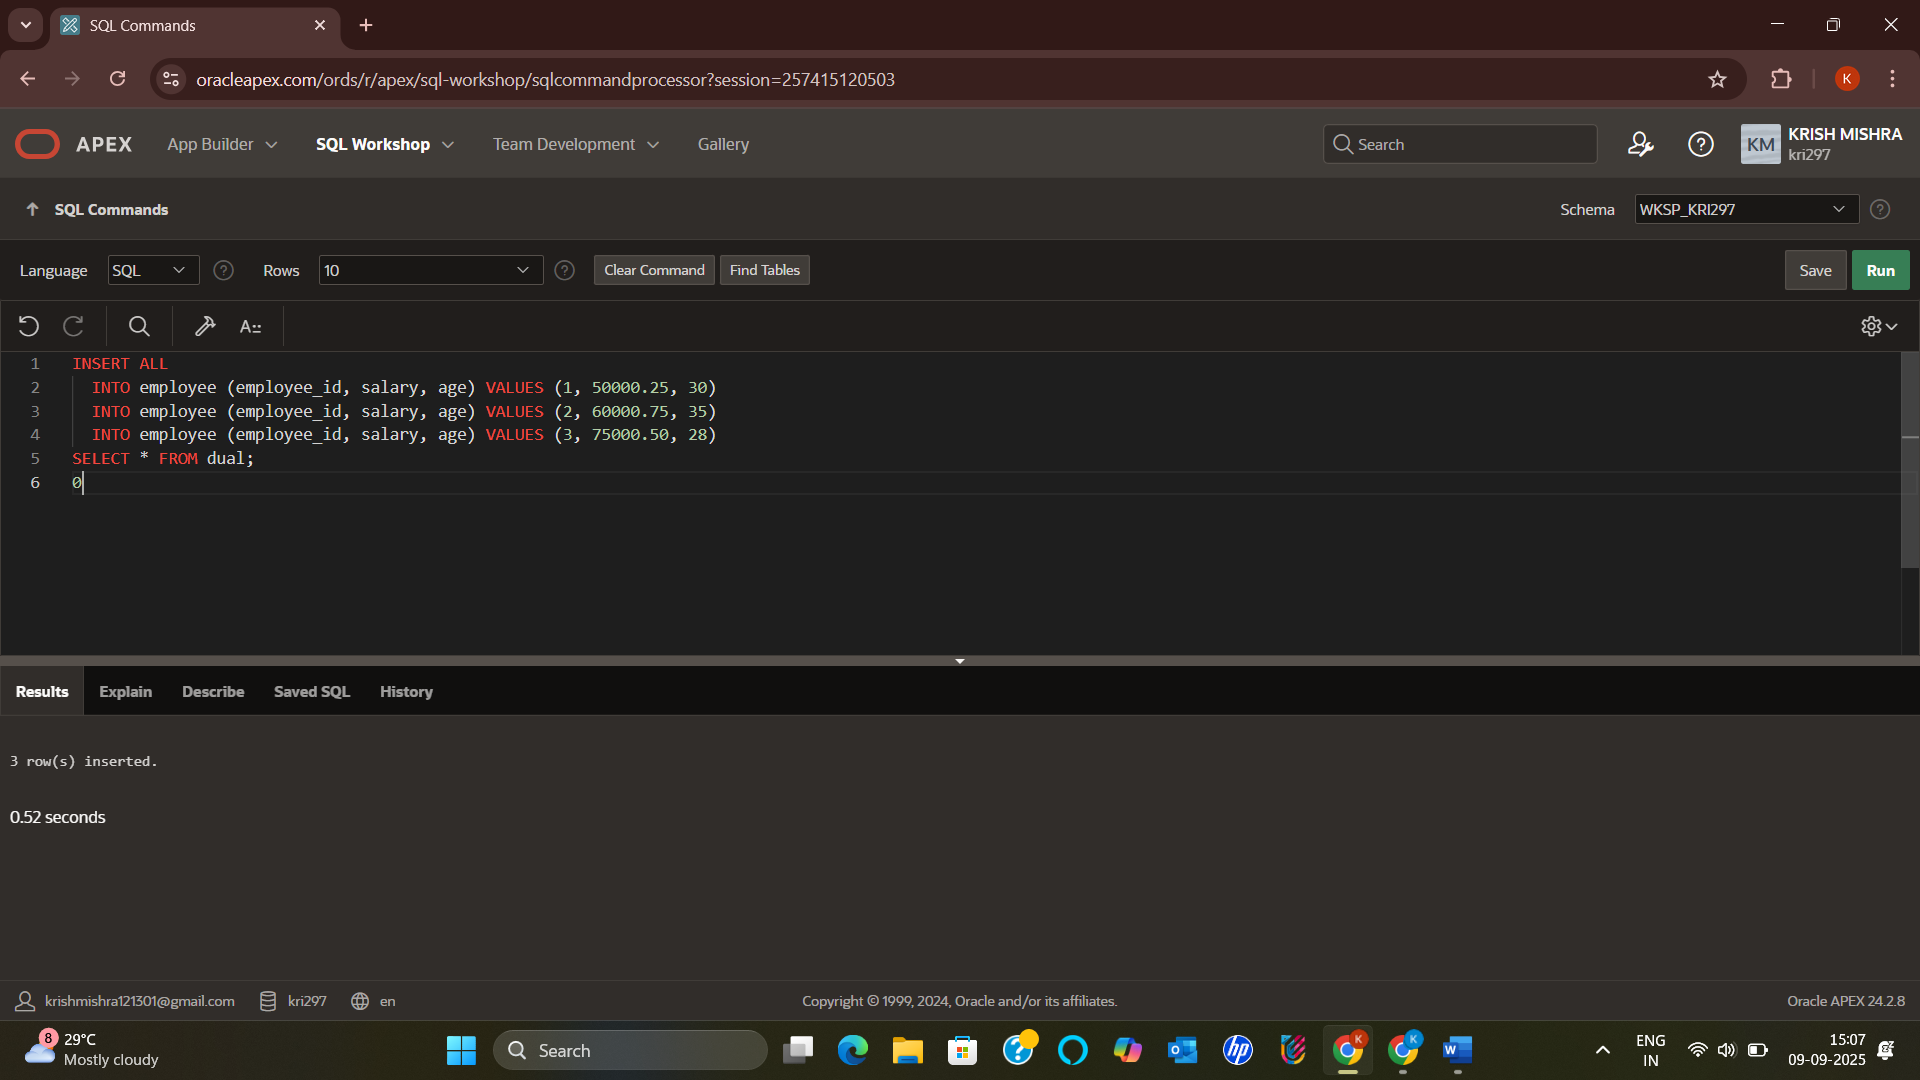 SQL Commands
oracleapex.com/ords/r/apex/sql-workshop/sqlcommandprocessor?session=257415120503
K
APEX App Builder SQL Workshop Team Development Gallery Search KM KRISH MISHRA
kri297
SQL Commands Schema WKSP_KRI297
Language SQL Rows 10 Clear Command Find Tables Save Run
A
1 INSERT ALL
2 INTO employee (employee_id, salary, age) VALUES (1, 50000.25, 30)
3 INTO employee (employee_id, salary, age) VALUES (2, 60000.75, 35)
4 INTO employee (employee_id, salary, age) VALUES (3, 75000.50, 28)
5 SELECT * FROM dual;
6 0
Results Explain Describe Saved SQL History
3 row(s) inserted.
0.52 seconds
krishmishra121301@gmail.com kri297 en Copyright © 1999, 2024, Oracle and/or its affiliates. Oracle APEX 24.2.8
8 29°C
Mostly cloudy
Search
hp
K
K
W
ENG
IN
15:07
09-09-2025